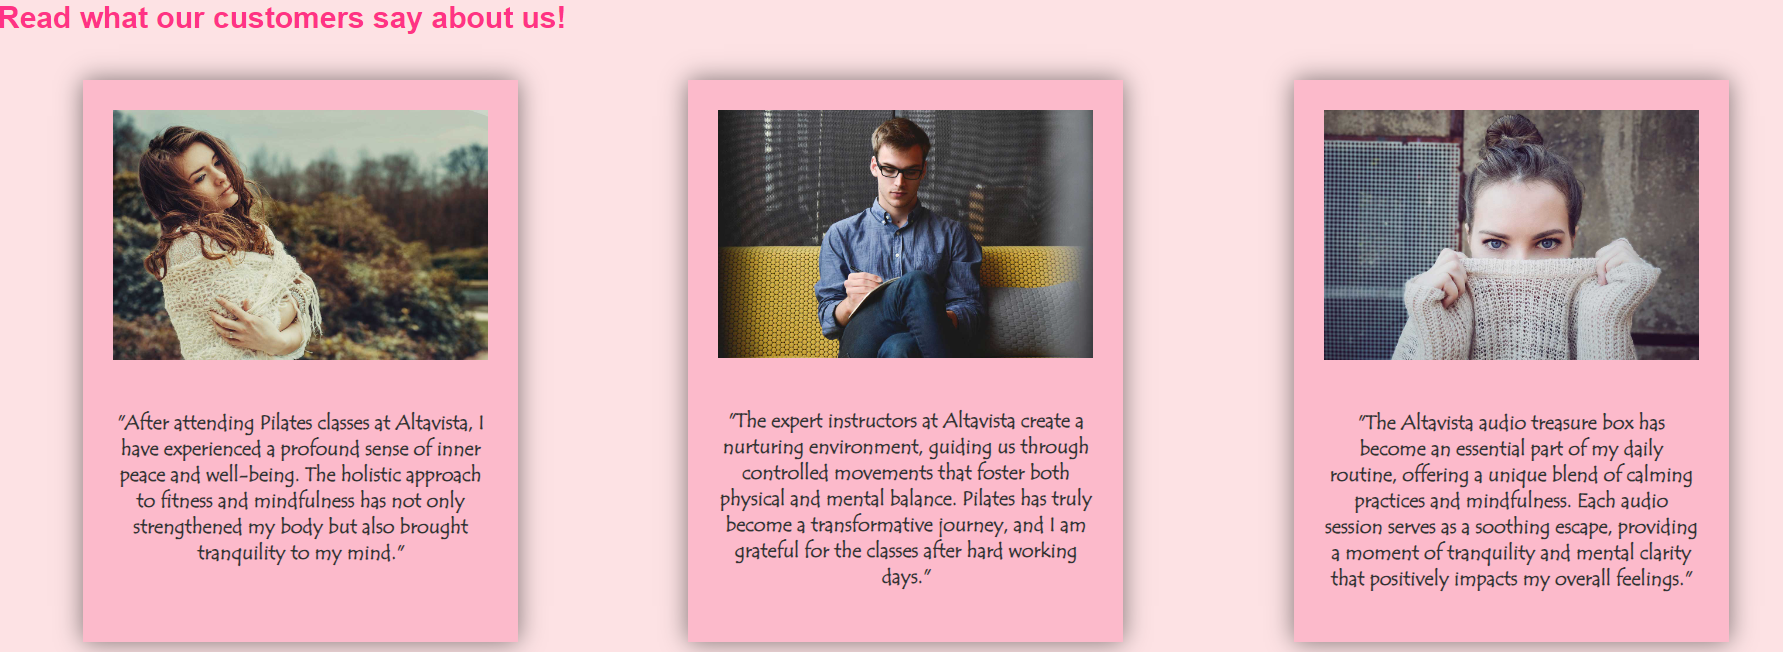 Read what our customers say about us!
"After attending Pilates classes at Altavista, I
have experienced a profound sense of inner
peace and well-being. The holistic approach
to fitness and mindfulness has not only
strengthened my body but also brought
tranquility to my mind."
"The expert instructors at Altavista create a
nurturing environment, guiding us through
controlled movements that foster both
physical and mental balance. Pilates has truly
become a transformative journey, and I am
grateful for the classes after hard working
days."
"The Altavista audio treasure box has
become an essential part of my daily
routine, offering a unique blend of calming
practices and mindfulness. Each audio
session serves as a soothing escape, providing
a moment of tranquility and mental clarity
that positively impacts my overall feelings."